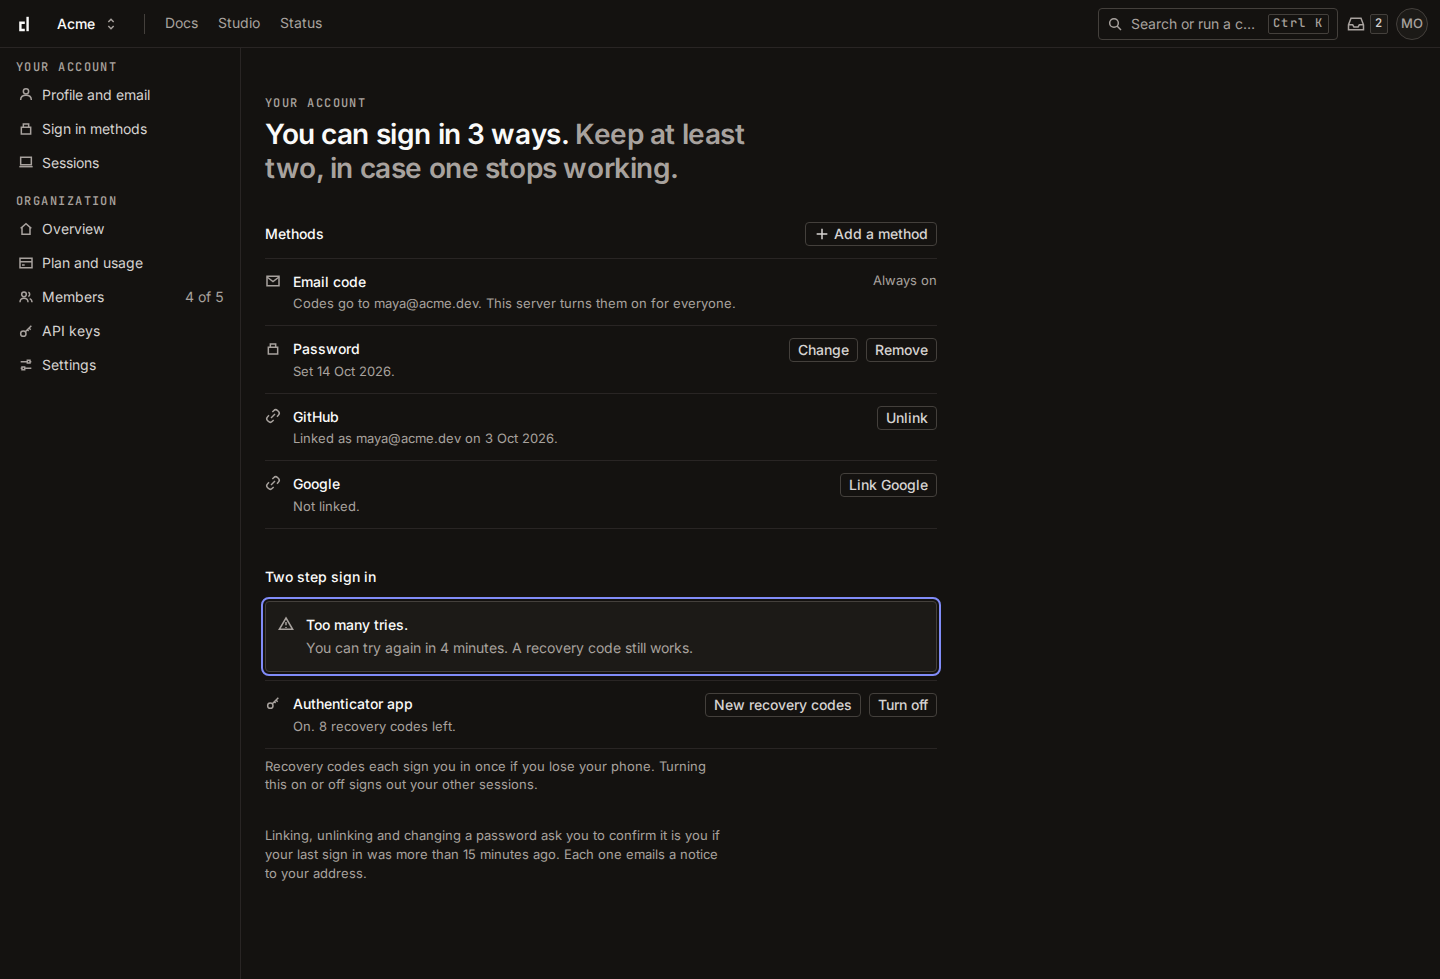 Acme
Docs
Studio
Status
Search or run a c...
Ctrl K
2
MO
YOUR ACCOUNT
Profile and email
Sign in methods
Sessions
ORGANIZATION
Overview
Plan and usage
Members
4 of 5
API keys
Settings
YOUR ACCOUNT
You can sign in 3 ways. Keep at least
two, in case one stops working.
Methods
Add a method
Email code
Always on
Codes go to maya@acme.dev. This server turns them on for everyone.
Password
Change
Remove
Set 14 Oct 2026.
GitHub
Unlink
Linked as maya@acme.dev on 3 Oct 2026.
Google
Link Google
Not linked.
Two step sign in
Too many tries.
You can try again in 4 minutes. A recovery code still works.
Authenticator app
New recovery codes
Turn off
On. 8 recovery codes left.
Recovery codes each sign you in once if you lose your phone. Turning
this on or off signs out your other sessions.
Linking, unlinking and changing a password ask you to confirm it is you if
your last sign in was more than 15 minutes ago. Each one emails a notice
to your address.